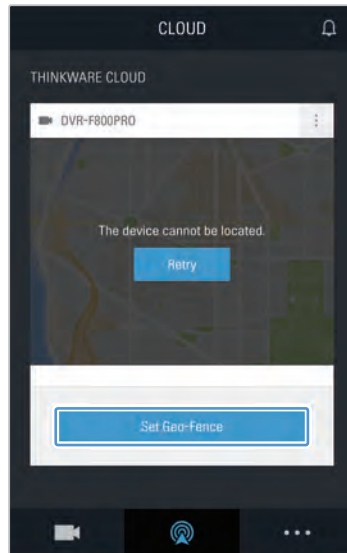 CLOUD
THINKWARE CLOUD
DVR-F800PRO
The device cannot be located.
Retry
Set Geo-Fence